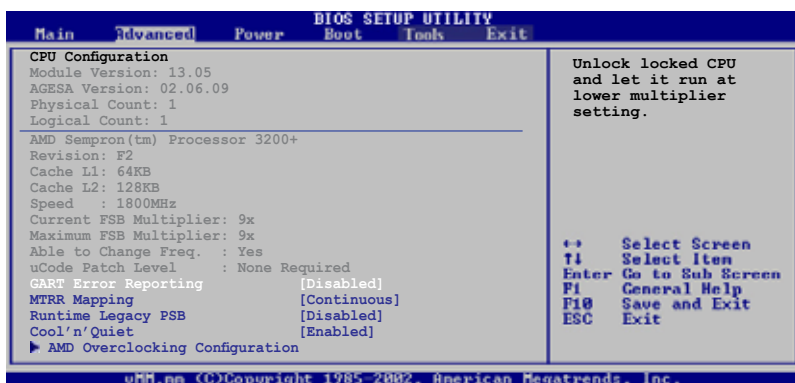 BIOS SETUP UTILITY
Main Advanced Power Boot Tools Exit
CPU Configuration
Module Version: 13.05
AGESA Version: 02.06.09
Physical Count: 1
Logical Count: 1
AMD Sempron(tm) Processor 3200+
Revision: F2
Cache L1: 64KB
Cache L2: 128KB
Speed : 1800MHz
Current FSB Multiplier: 9x
Maximum FSB Multiplier: 9x
Able to Change Freq. : Yes
uCode Patch Level : None Required
GART Error Reporting [Disabled]
MTRR Mapping [Continuous]
Runtime Legacy PSB [Disabled]
Cool'n'Quiet [Enabled]
AMD Overclocking Configuration
Unlock locked CPU
and let it run at
lower multiplier
setting.
↔ Select Screen
↑↓ Select Item
Enter Go to Sub Screen
F1 General Help
F10 Save and Exit
ESC Exit
(C)Copyright 1985-2002, American Megatrends, Inc.